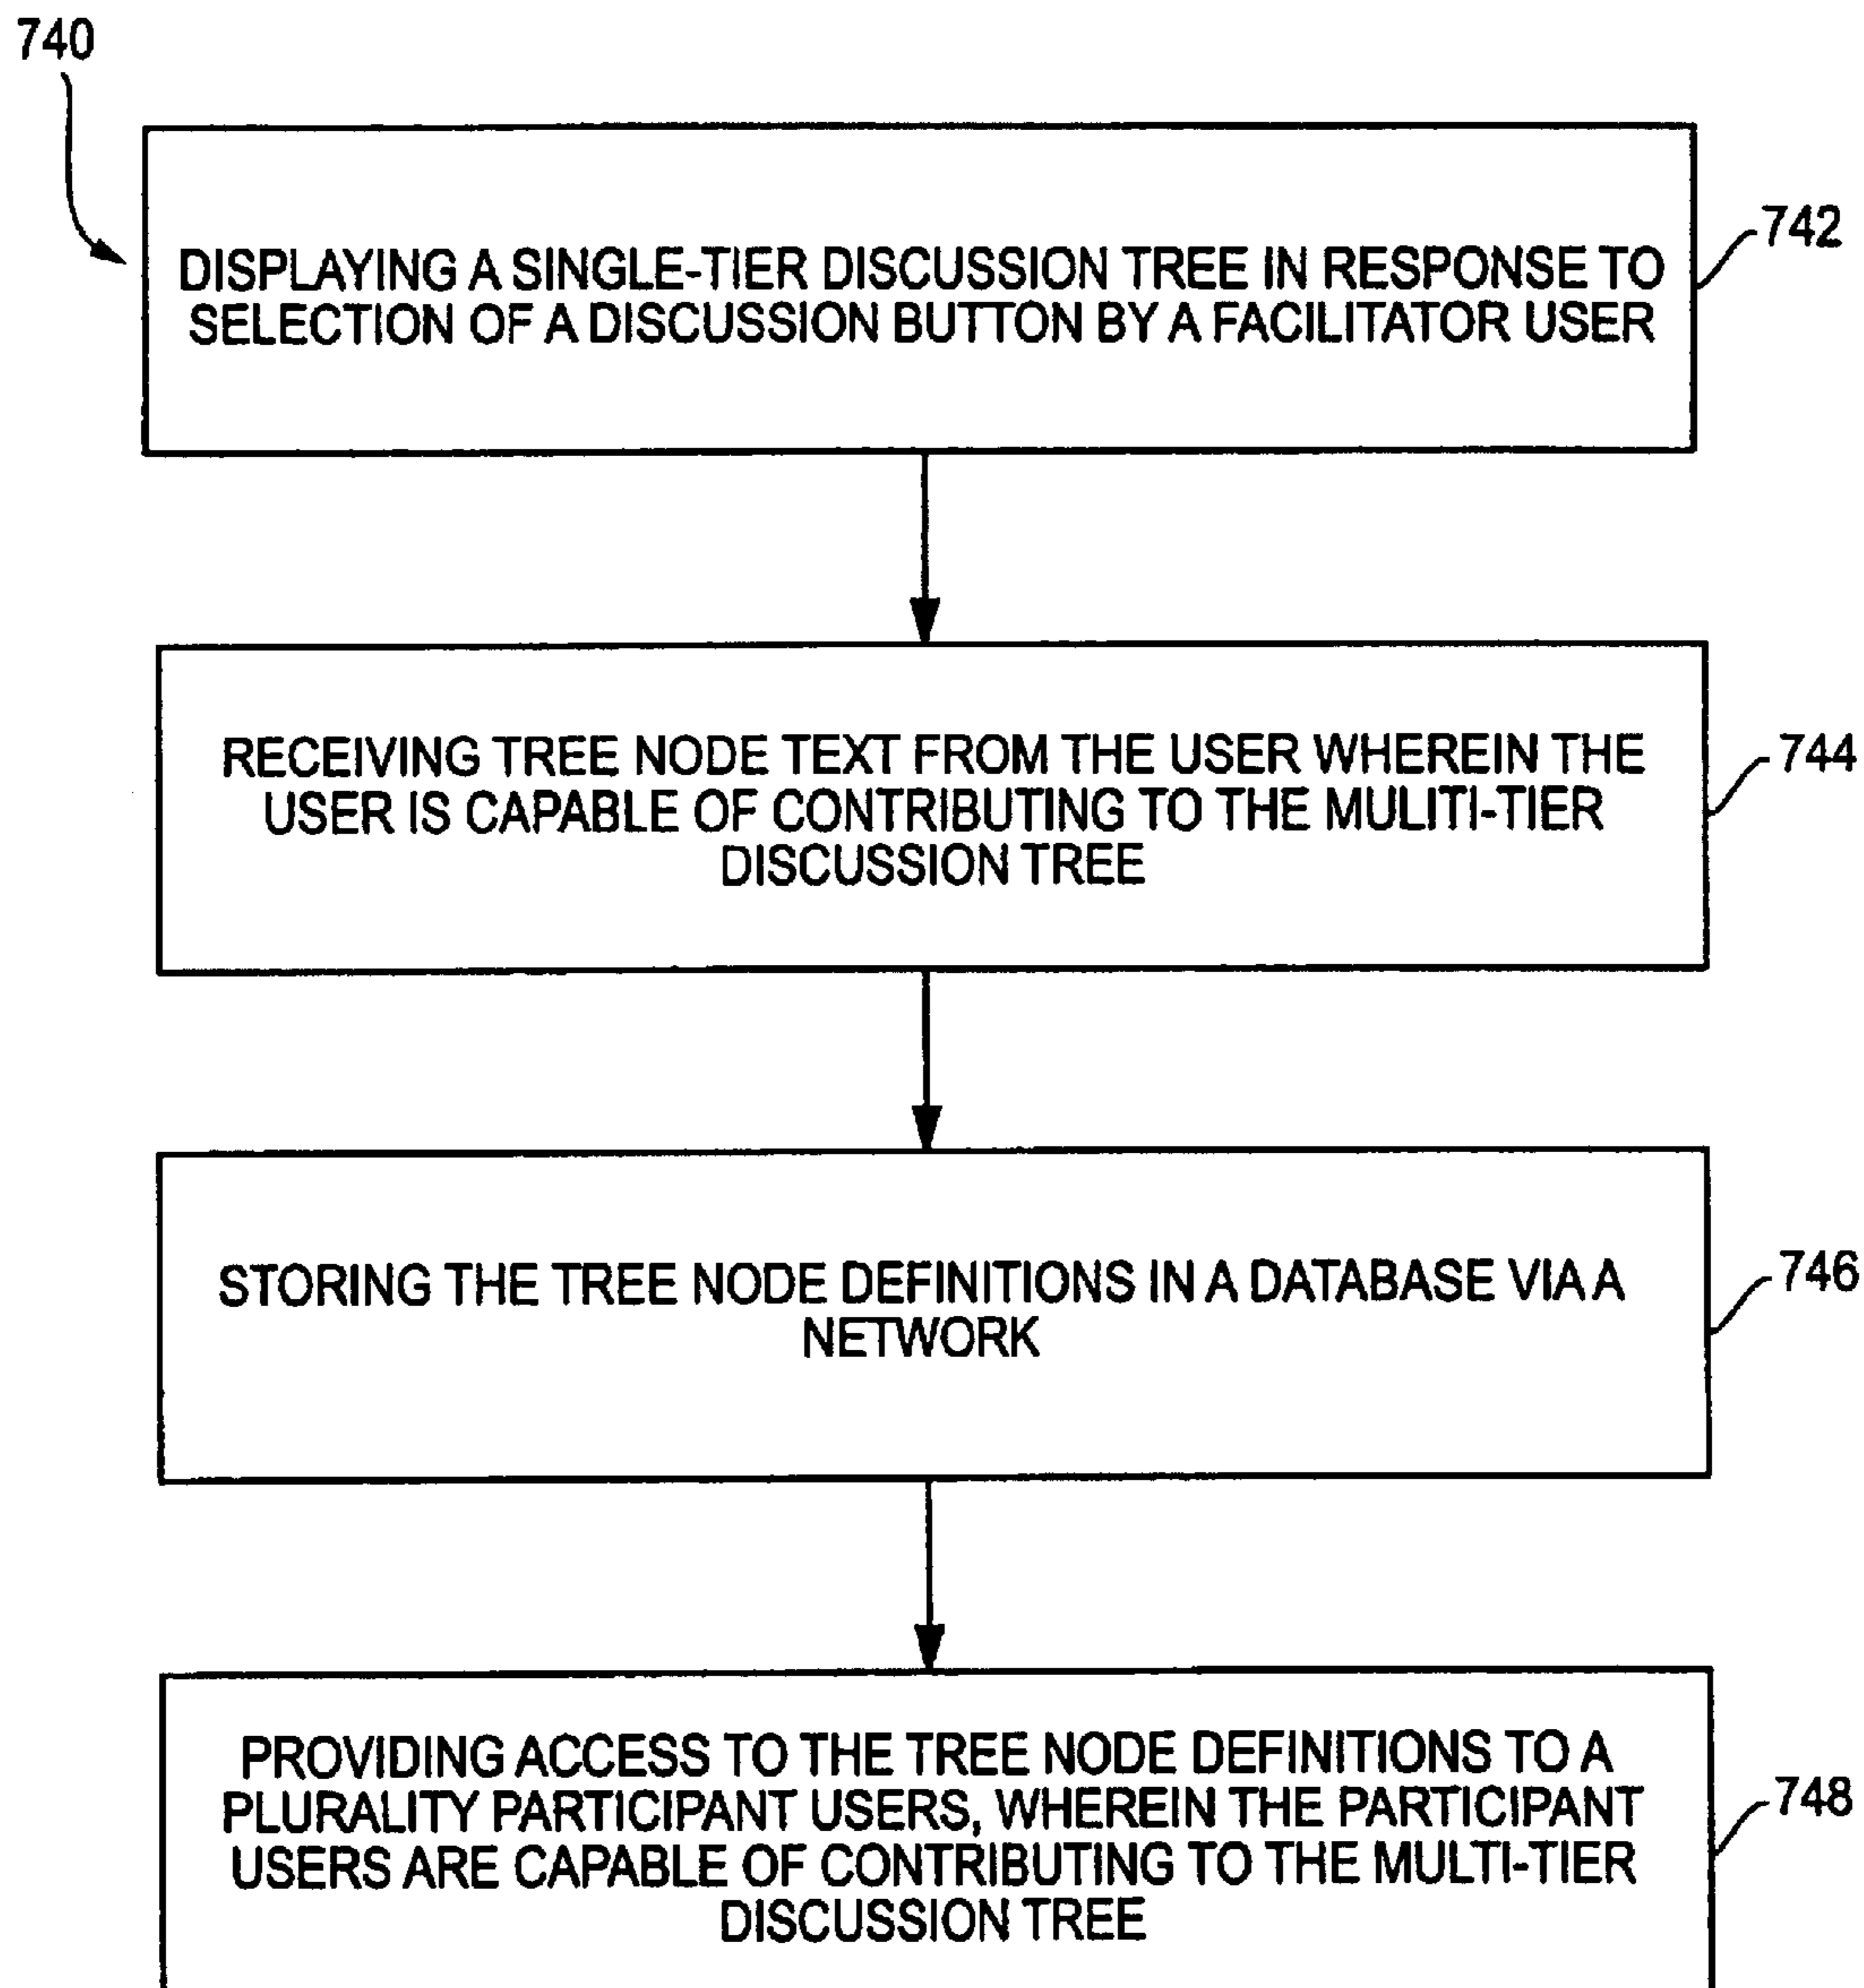 740
DISPLAYING A SINGLE-TIER DISCUSSION TREE IN RESPONSE TO
SELECTION OF A DISCUSSION BUTTON BY A FACILITATOR USER
742
RECEIVING TREE NODE TEXT FROM THE USER WHEREIN THE
USER IS CAPABLE OF CONTRIBUTING TO THE MULITI-TIER
DISCUSSION TREE
744
STORING THE TREE NODE DEFINITIONS IN A DATABASE VIA A
NETWORK
746
PROVIDING ACCESS TO THE TREE NODE DEFINITIONS TO A
PLURALITY PARTICIPANT USERS, WHEREIN THE PARTICIPANT
USERS ARE CAPABLE OF CONTRIBUTING TO THE MULTI-TIER
DISCUSSION TREE
748